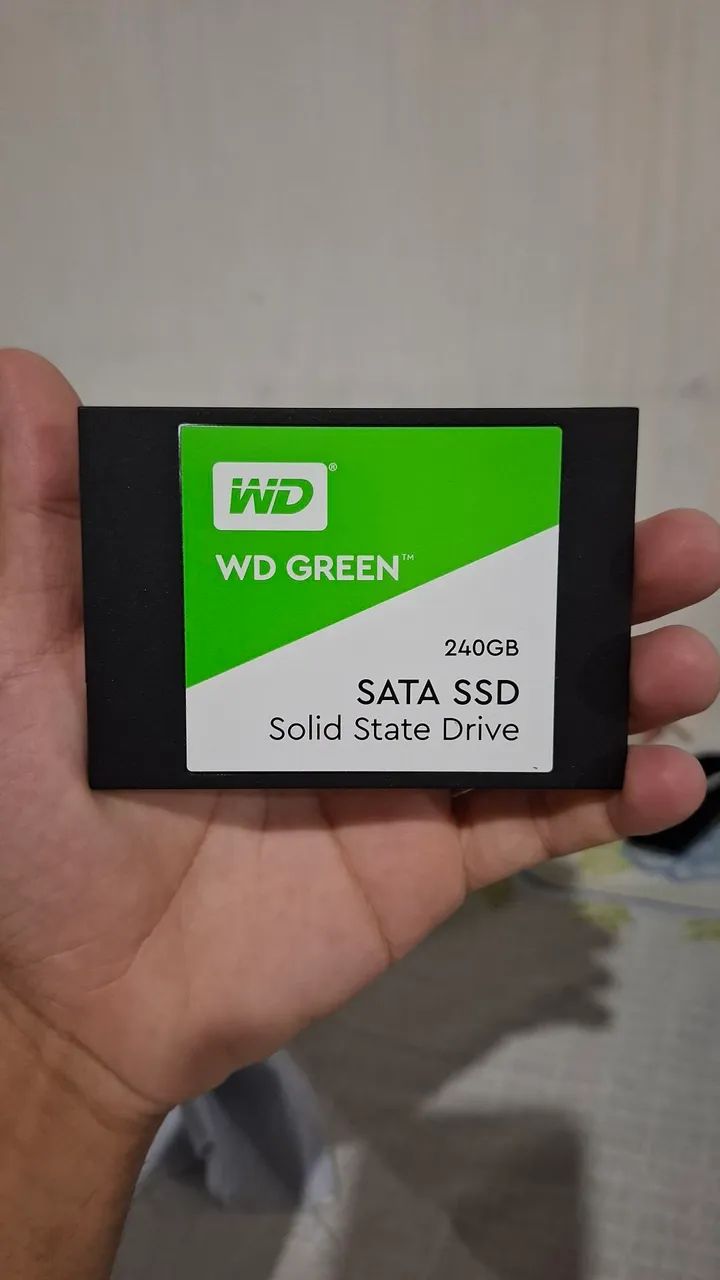 WD®
WD GREEN™
240GB
SATA SSD
Solid State Drive